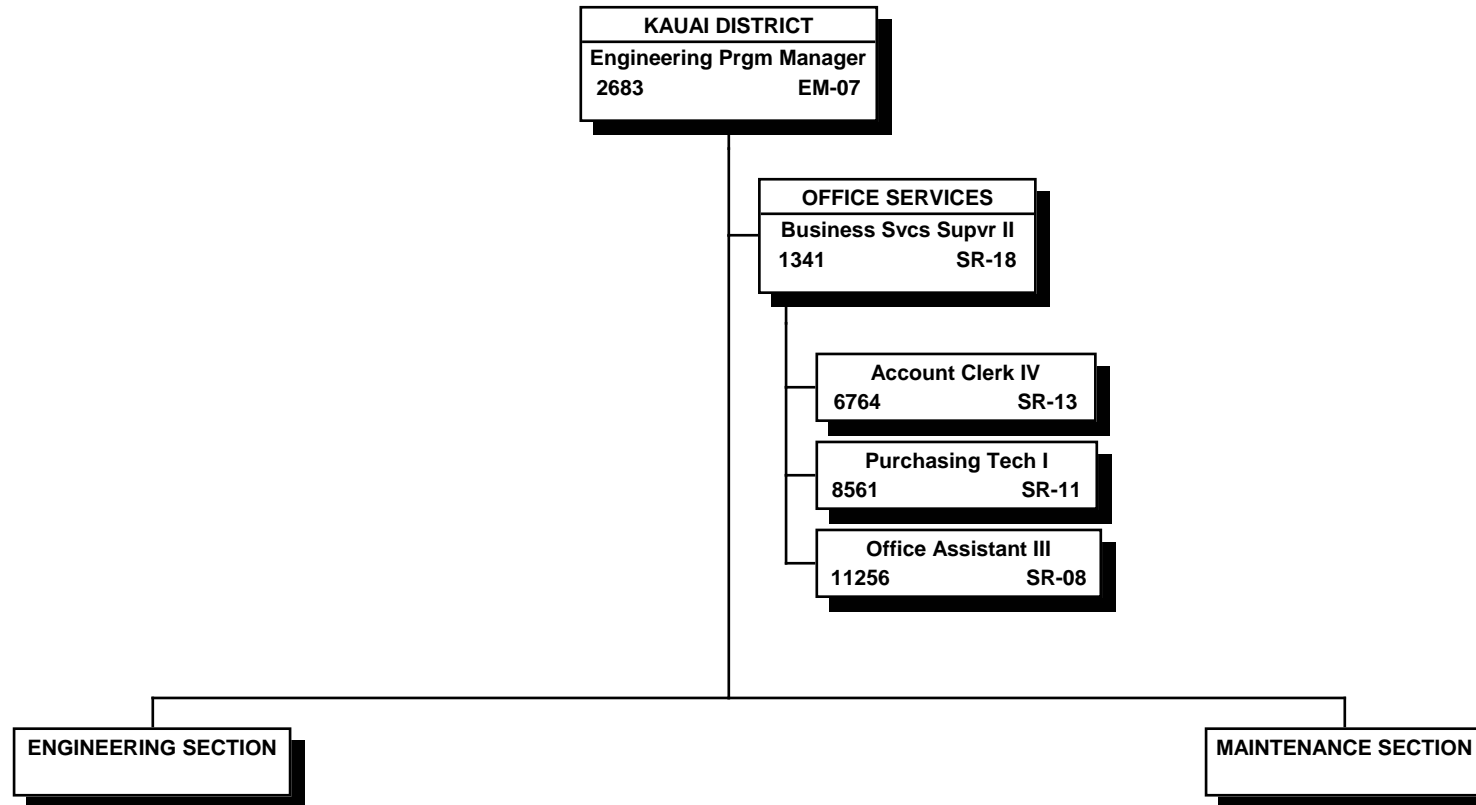 KAUAI DISTRICT
Engineering Prgm Manager
2683 EM-07
OFFICE SERVICES
Business Svcs Supvr II
1341 SR-18
Account Clerk IV
6764 SR-13
Purchasing Tech I
8561 SR-11
Office Assistant III
11256 SR-08
ENGINEERING SECTION
MAINTENANCE SECTION